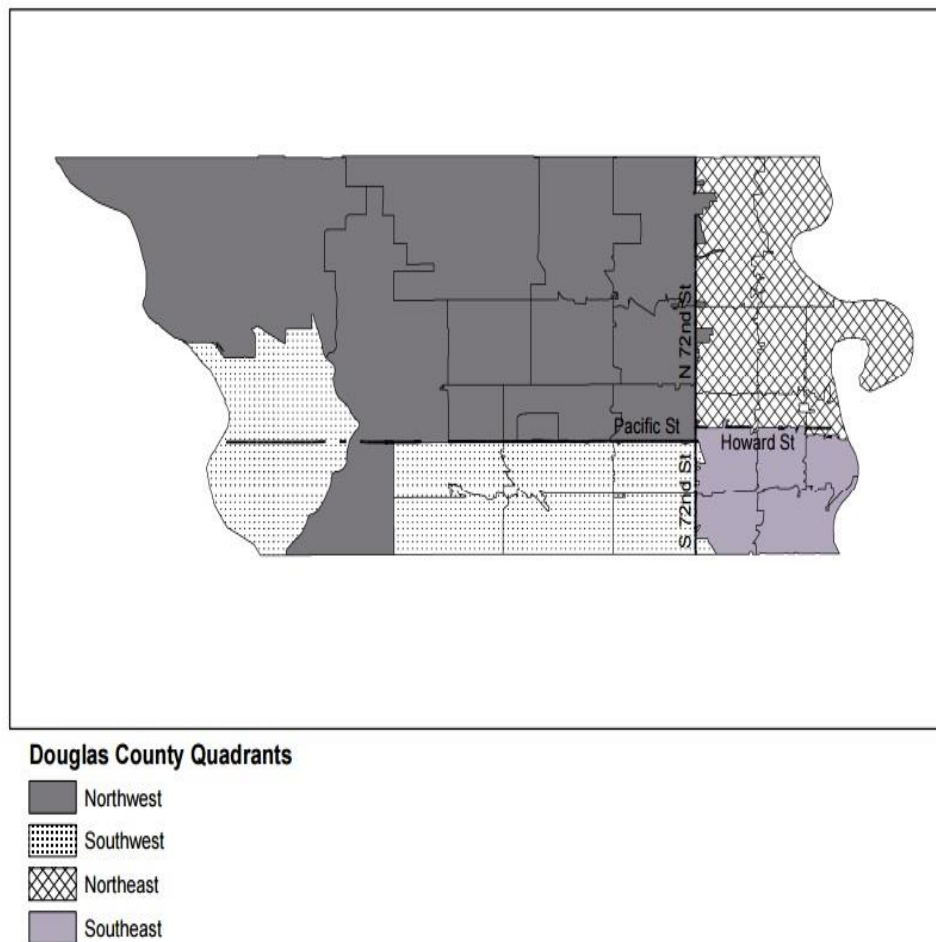 N 72nd St
Pacific St
Howard St
S 72nd St
Douglas County Quadrants
Northwest
Southwest
Northeast
Southeast